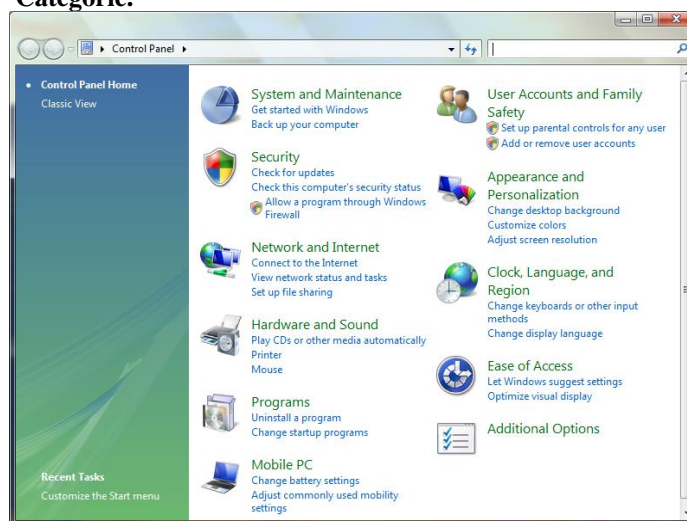 Categorie:
Control Panel
Control Panel Home
Classic View
Recent Tasks
Customize the Start menu
System and Maintenance
Get started with Windows
Back up your computer
Security
Check for updates
Check this computer's security status
Allow a program through Windows
Firewall
Network and Internet
Connect to the Internet
View network status and tasks
Set up file sharing
Hardware and Sound
Play CDs or other media automatically
Printer
Mouse
Programs
Uninstall a program
Change startup programs
Mobile PC
Change battery settings
Adjust commonly used mobility
settings
User Accounts and Family
Safety
Set up parental controls for any user
Add or remove user accounts
Appearance and
Personalization
Change desktop background
Customize colors
Adjust screen resolution
Clock, Language, and
Region
Change keyboards or other input
methods
Change display language
Ease of Access
Let Windows suggest settings
Optimize visual display
Additional Options